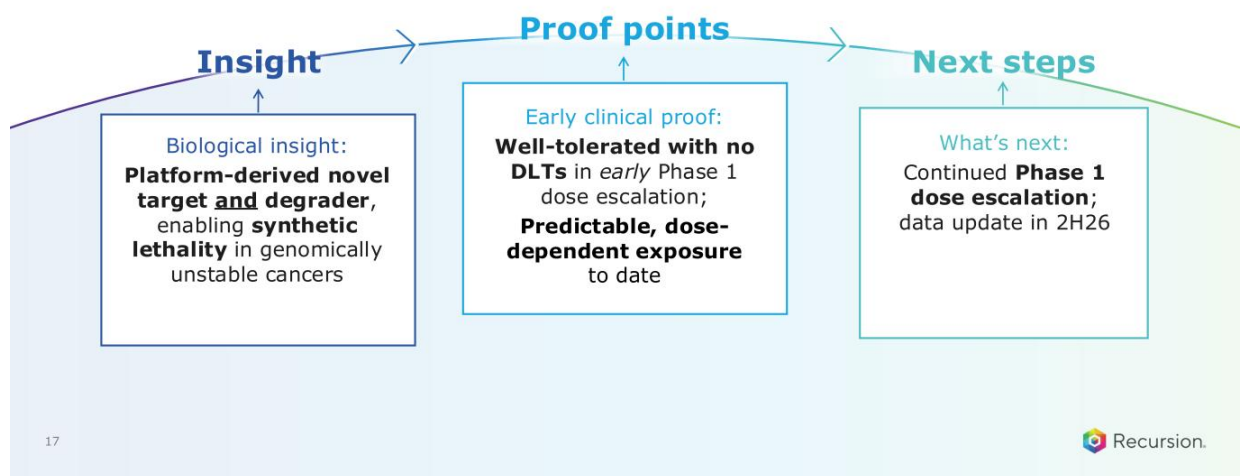 Insight
Proof points
Next steps
Biological insight:
Platform-derived novel
target and degrader,
enabling synthetic
lethality in genomically
unstable cancers
Early clinical proof:
Well-tolerated with no
DLTs in early Phase 1
dose escalation;
Predictable, dose-
dependent exposure
to date
What's next:
Continued Phase 1
dose escalation;
data update in 2H26
17
Recursion.